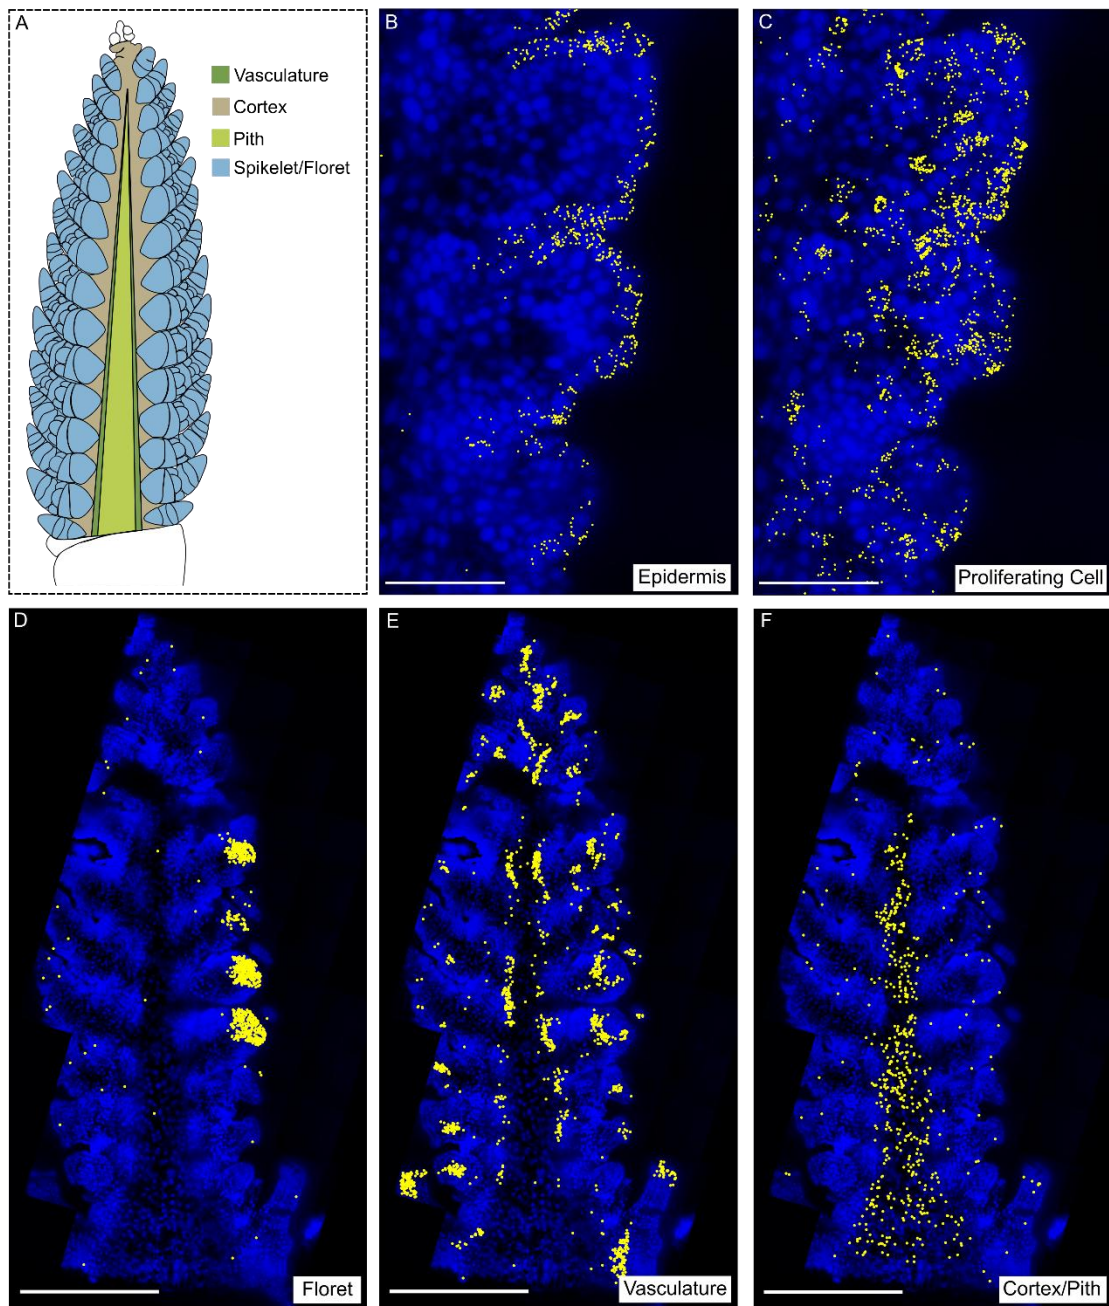 A
Vasculature
Cortex
Pith
Spikelet/Floret
B
Epidermis
C
Proliferating Cell
D
Floret
E
Vasculature
F
Cortex/Pith